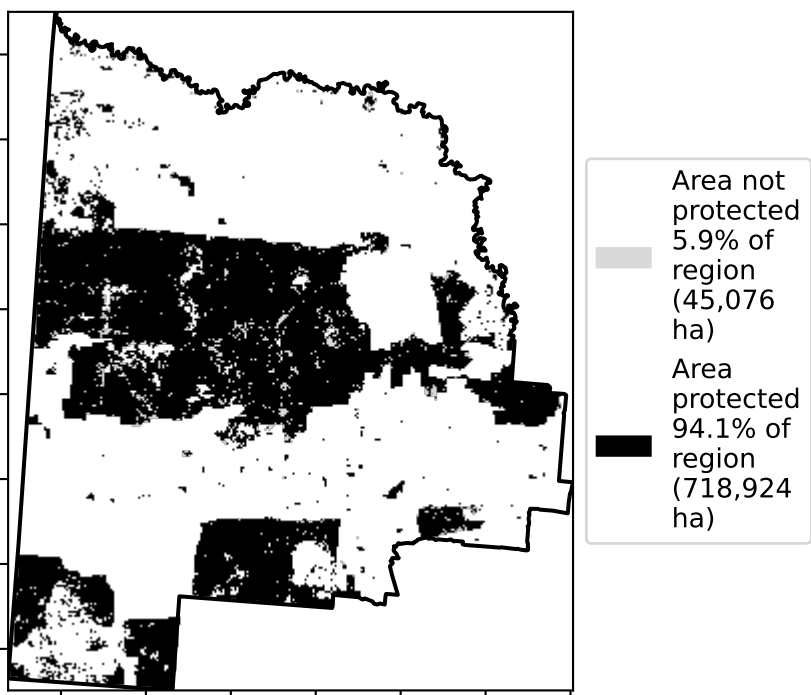 Area not
protected
5.9% of
region
(45,076
ha)
Area
protected
94.1% of
region
(718,924
ha)